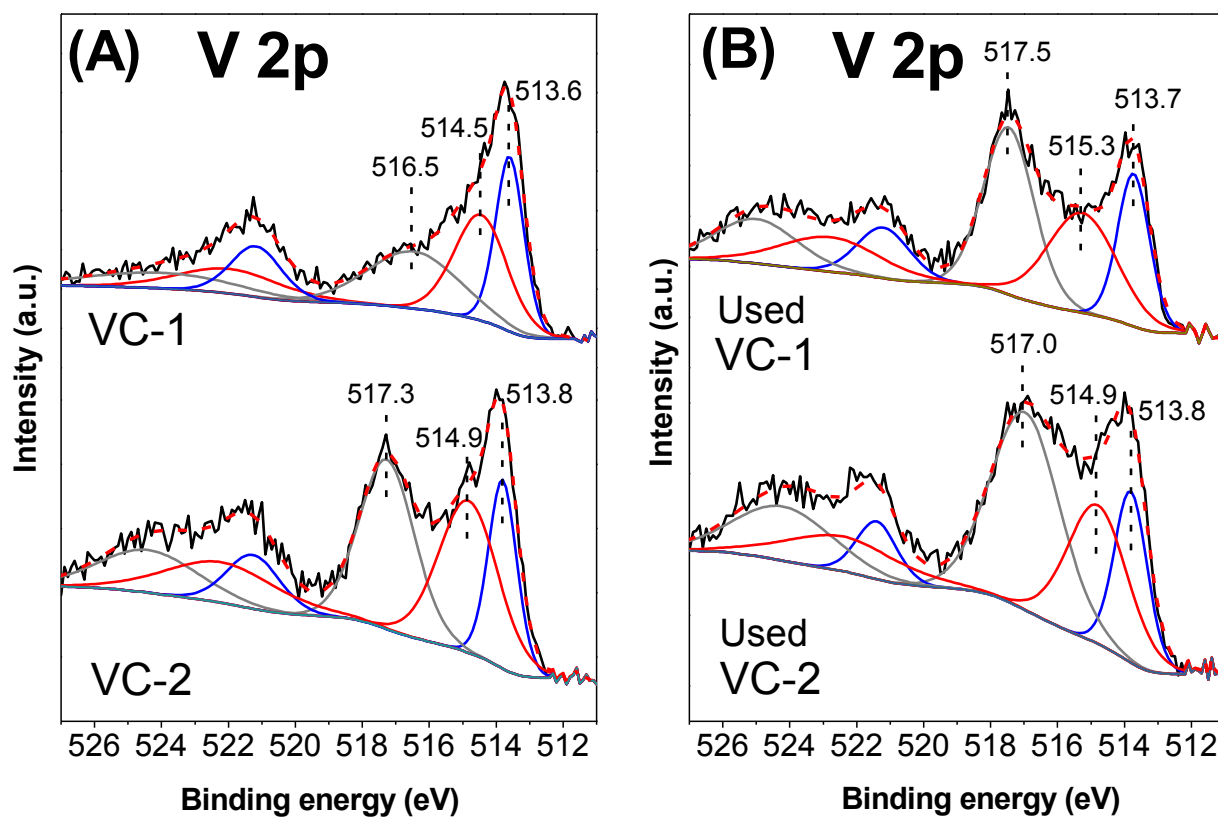 (A) V 2p
513.6
514.5
516.5
VC-1
517.3
513.8
514.9
VC-2
526 524 522 520 518 516 514 512
Binding energy (eV)
Intensity (a.u.)
(B) V 2p
517.5
513.7
515.3
Used
VC-1
517.0
514.9
513.8
Used
VC-2
526 524 522 520 518 516 514 512
Binding energy (eV)
Intensity (a.u.)